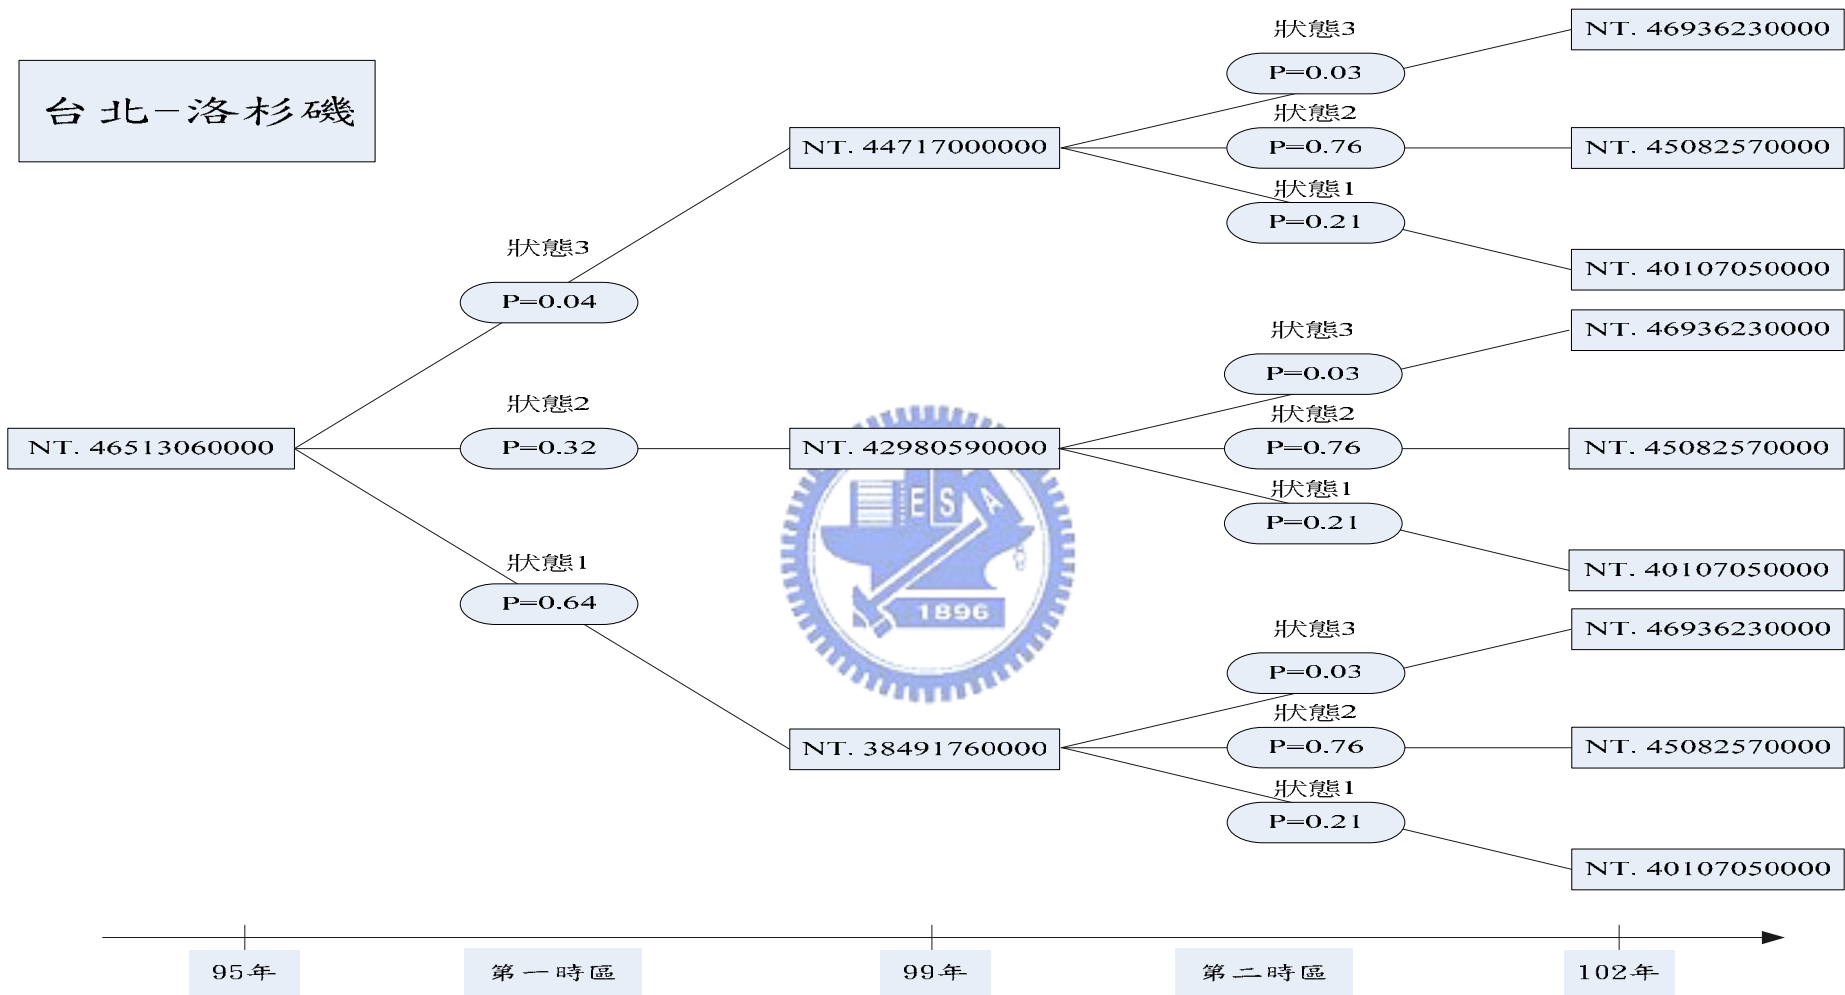 台北-洛杉磯
狀態3
P=0.03
NT. 46936230000
狀態2
P=0.76
NT. 45082570000
狀態1
P=0.21
NT. 40107050000
NT. 44717000000
狀態3
P=0.04
狀態3
P=0.03
NT. 46936230000
狀態2
P=0.32
NT. 46513060000
NT. 42980590000
狀態2
P=0.76
NT. 45082570000
狀態1
P=0.21
NT. 40107050000
E S A
1896
狀態1
P=0.64
狀態3
P=0.03
NT. 46936230000
NT. 38491760000
狀態2
P=0.76
NT. 45082570000
狀態1
P=0.21
NT. 40107050000
95年 第一時區 99年 第二時區 102年